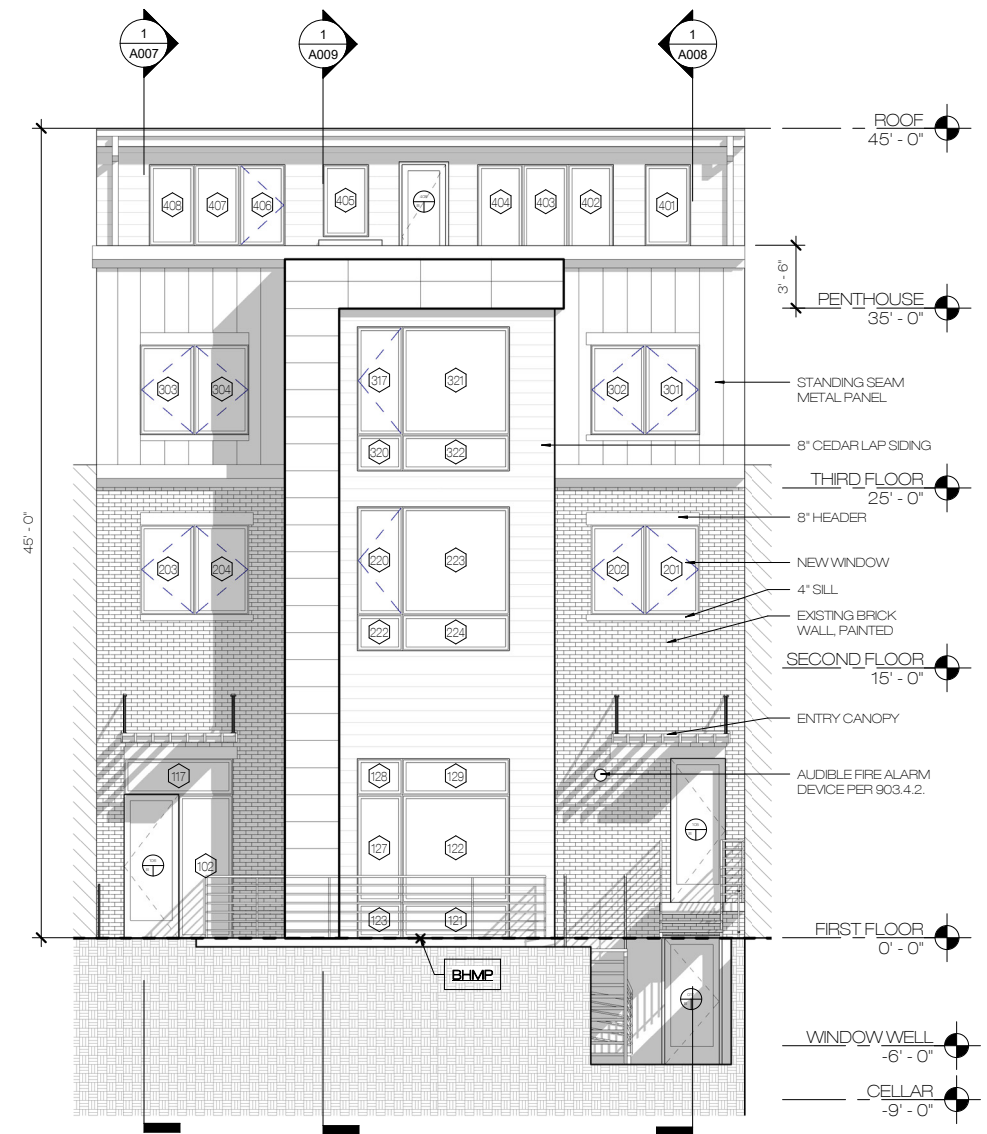 1
A007
1
A009
1
A008
ROOF
45' - 0"
408
407
406
405
404
403
402
401
3' - 6"
PENTHOUSE
35' - 0"
303
304
317
321
302
301
STANDING SEAM
METAL PANEL
320
322
8" CEDAR LAP SIDING
THIRD FLOOR
25' - 0"
8" HEADER
45' - 0"
203
204
220
223
202
201
NEW WINDOW
4" SILL
222
224
EXISTING BRICK
WALL, PAINTED
SECOND FLOOR
15' - 0"
ENTRY CANOPY
117
128
129
AUDIBLE FIRE ALARM
DEVICE PER 903.4.2.
102
127
122
123
121
FIRST FLOOR
0' - 0"
BHMP
WINDOW WELL
-6' - 0"
CELLAR
-9' - 0"